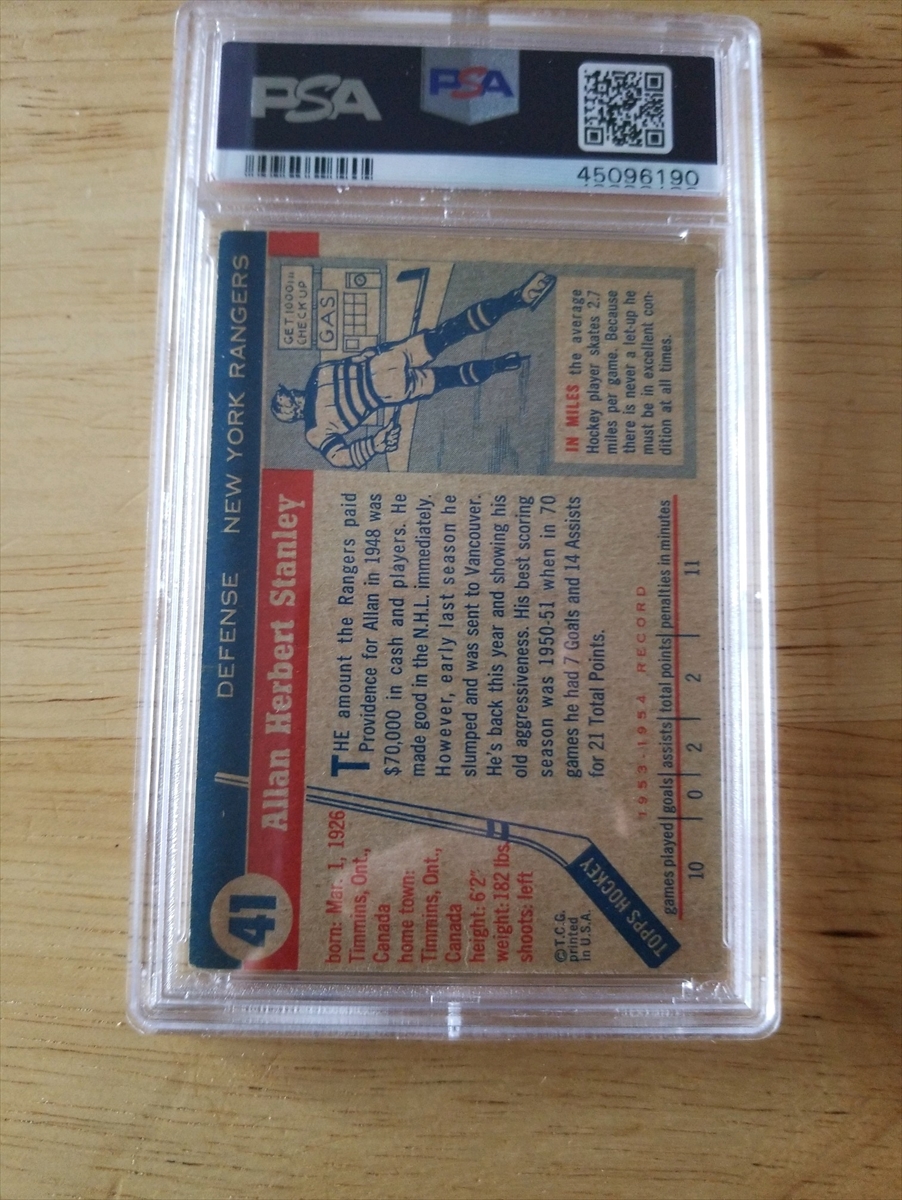 PSA
PSA
45096190
41
DEFENSE NEW YORK RANGERS
Allan Herbert Stanley
born: Mar. 1, 1926
Timmins, Ont.,
Canada
home town:
Timmins, Ont.,
Canada
height: 6'2"
weight: 182 lbs.
shoots: left
© T.C.G.
printed
in U.S.A.
TOPPS HOCKEY
THE amount the Rangers paid
Providence for Allan in 1948 was
$70,000 in cash and players. He
made good in the N.H.L. immediately.
However, early last season he
slumped and was sent to Vancouver.
He's back this year and showing his
old aggressiveness. His best scoring
season was 1950-51 when in 70
games he had 7 Goals and 14 Assists
for 21 Total Points.
GET 1000 M
CHECK UP
GAS
IN MILES the average
Hockey player skates 2.7
miles per game. Because
there is never a let-up he
must be in excellent con-
dition at all times.
1953-1954 RECORD
games played goals assists total points penalties in minutes
10 0 2 2 11